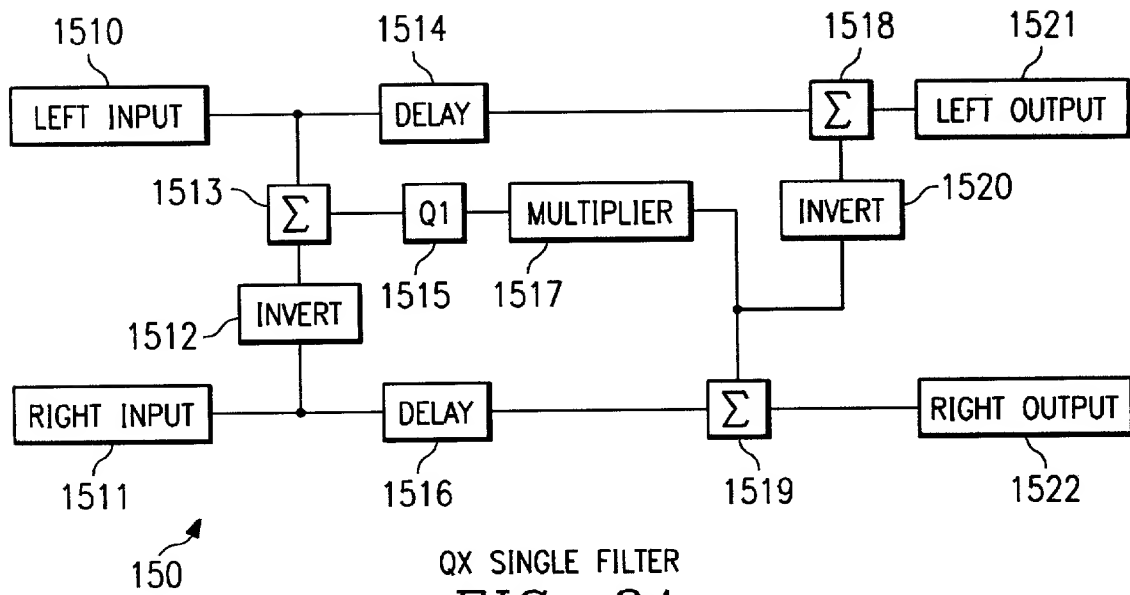 1510
1514
1518
1521
LEFT INPUT
DELAY
Σ
LEFT OUTPUT
1513
Σ
Q1
MULTIPLIER
INVERT
1520
1515
1517
1512
INVERT
RIGHT INPUT
DELAY
Σ
RIGHT OUTPUT
1511
1516
1519
1522
150
QX SINGLE FILTER